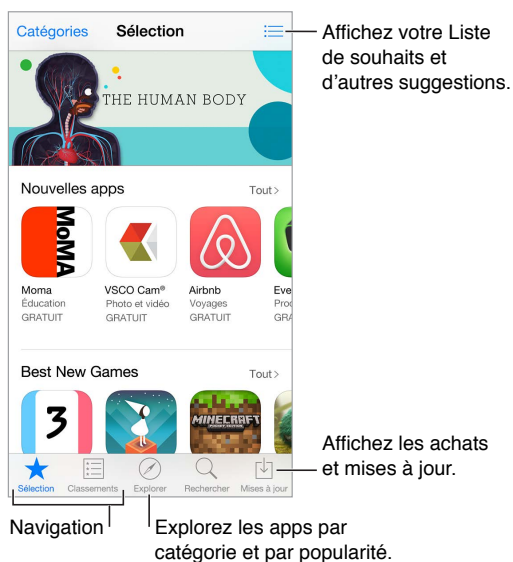 Catégories Sélection
Affichez votre Liste
de souhaits et
d'autres suggestions.
THE HUMAN BODY
Nouvelles apps Tout >
MoMA
Moma
Éducation
GRATUIT
VSCO Cam®
Photo et vidéo
GRATUIT
Airbnb
Voyages
GRATUIT
Eve
Proc
GRA
Best New Games Tout >
3
MINECRAFT
POCKET EDITION
Affichez les achats
et mises à jour.
Sélection Classements Explorer Rechercher Mises à jour
Navigation
Explorez les apps par
catégorie et par popularité.